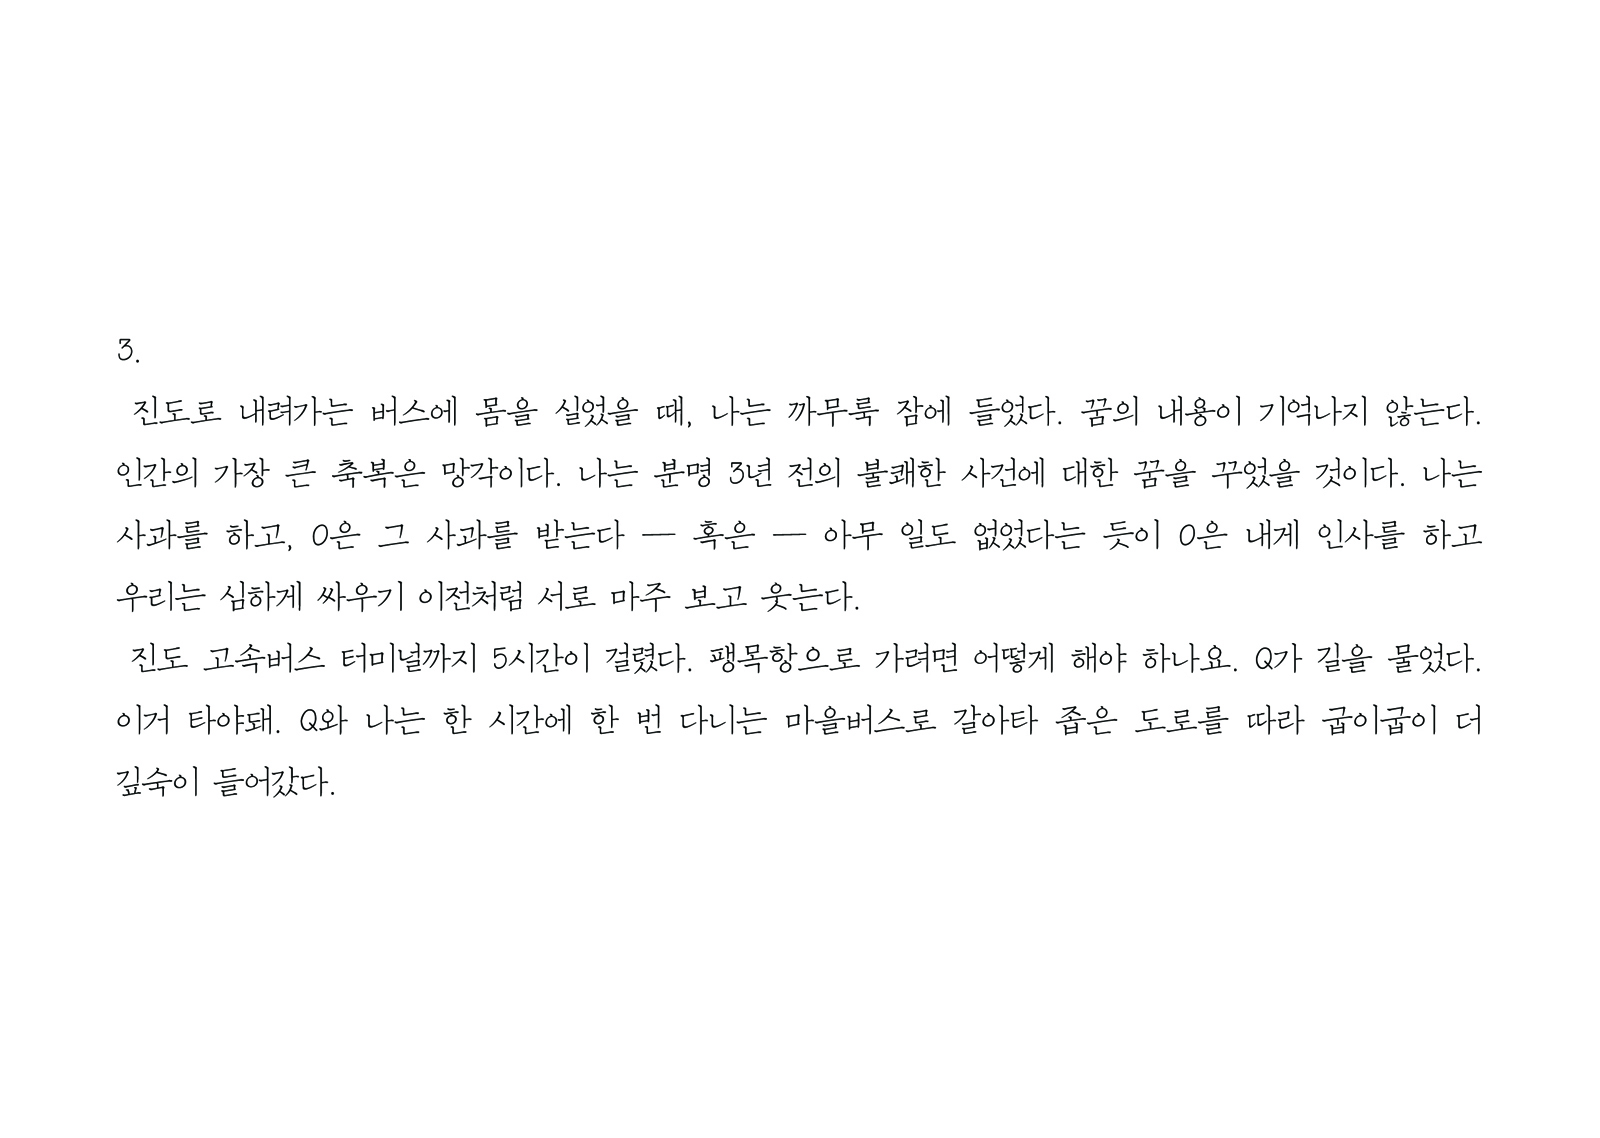 3.
진도로 내려가는 버스에 몸을 실었을 때, 나는 까무룩 잠에 들었다. 꿈의 내용이 기억나지 않는다.
인간의 가장 큰 축복은 망각이다. 나는 분명 3년 전의 불쾌한 사건에 대한 꿈을 꾸었을 것이다. 나는
사과를 하고, O은 그 사과를 받는다 — 혹은 — 아무 일도 없었다는 듯이 O은 내게 인사를 하고
우리는 심하게 싸우기 이전처럼 서로 마주 보고 웃는다.
진도 고속버스 터미널까지 5시간이 걸렸다. 팽목항으로 가려면 어떻게 해야 하나요. Q가 길을 물었다.
이거 타야돼. Q와 나는 한 시간에 한 번 다니는 마을버스로 갈아타 좁은 도로를 따라 굽이굽이 더
깊숙이 들어갔다.